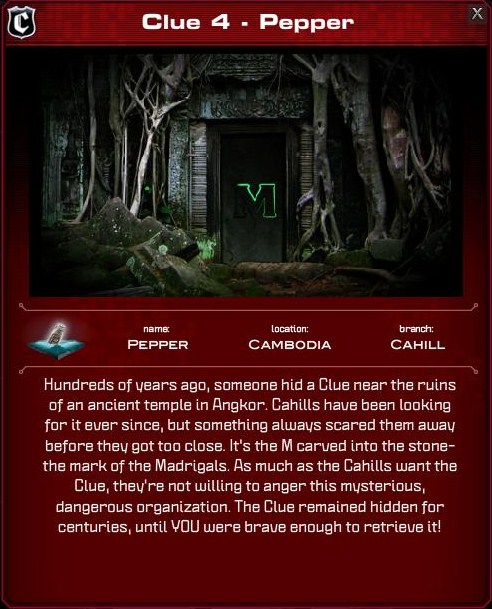 C
Clue 4 - Pepper
X
M
name:
PEPPER
location:
CAMBODIA
branch:
CAHILL
Hundreds of years ago, someone hid a Clue near the ruins
of an ancient temple in Angkor. Cahills have been looking
for it ever since, but something always scared them away
before they got too close. It's the M carved into the stone-
the mark of the Madrigals. As much as the Cahills want the
Clue, they're not willing to anger this mysterious,
dangerous organization. The Clue remained hidden for
centuries, until YOU were brave enough to retrieve it!